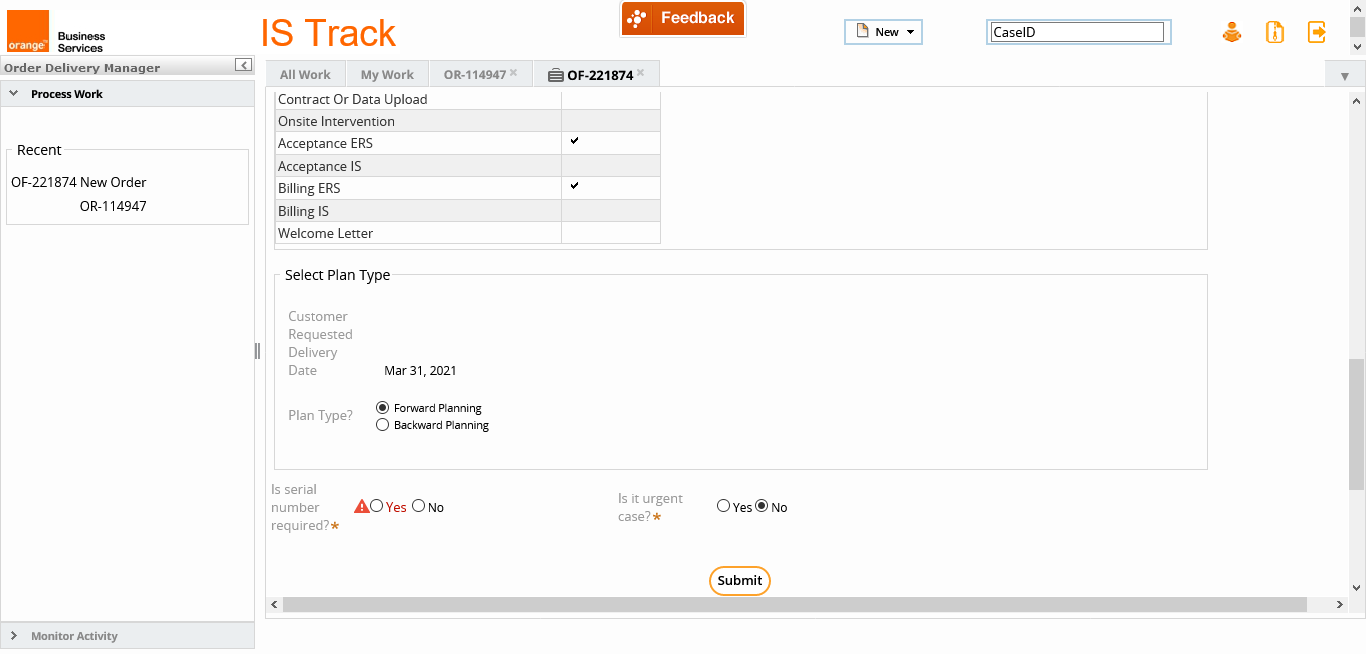 orange™
Business
Services
IS Track
Feedback
New
CaseID
Order Delivery Manager
Process Work
Recent
OF-221874 New Order
OR-114947
All Work
My Work
OR-114947
OF-221874
Contract Or Data Upload
Onsite Intervention
Acceptance ERS
Acceptance IS
Billing ERS
Billing IS
Welcome Letter
Select Plan Type
Customer
Requested
Delivery
Date
Mar 31, 2021
Plan Type?
Forward Planning
Backward Planning
Is serial
number
required?*
Yes No
Is it urgent
case?*
Yes No
Submit
Monitor Activity